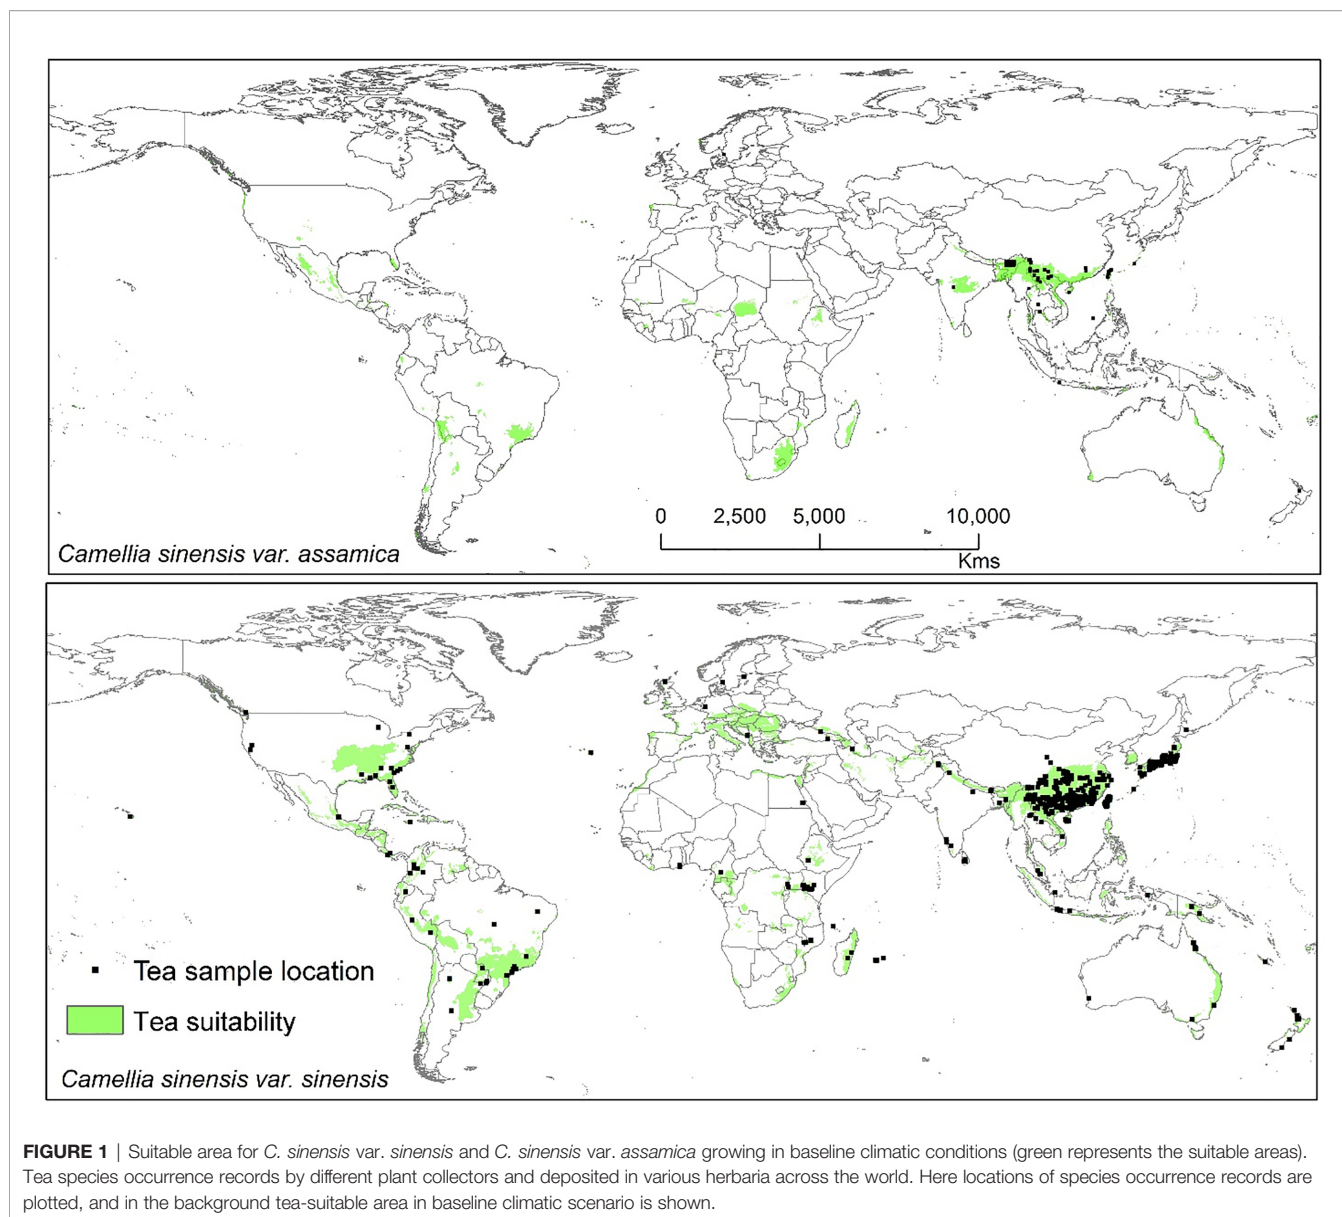 0 2,500 5,000 10,000
Kms
Camellia sinensis var. assamica
Tea sample location
Tea suitability
Camellia sinensis var. sinensis
FIGURE 1 | Suitable area for C. sinensis var. sinensis and C. sinensis var. assamica growing in baseline climatic conditions (green represents the suitable areas).
Tea species occurrence records by different plant collectors and deposited in various herbaria across the world. Here locations of species occurrence records are
plotted, and in the background tea-suitable area in baseline climatic scenario is shown.